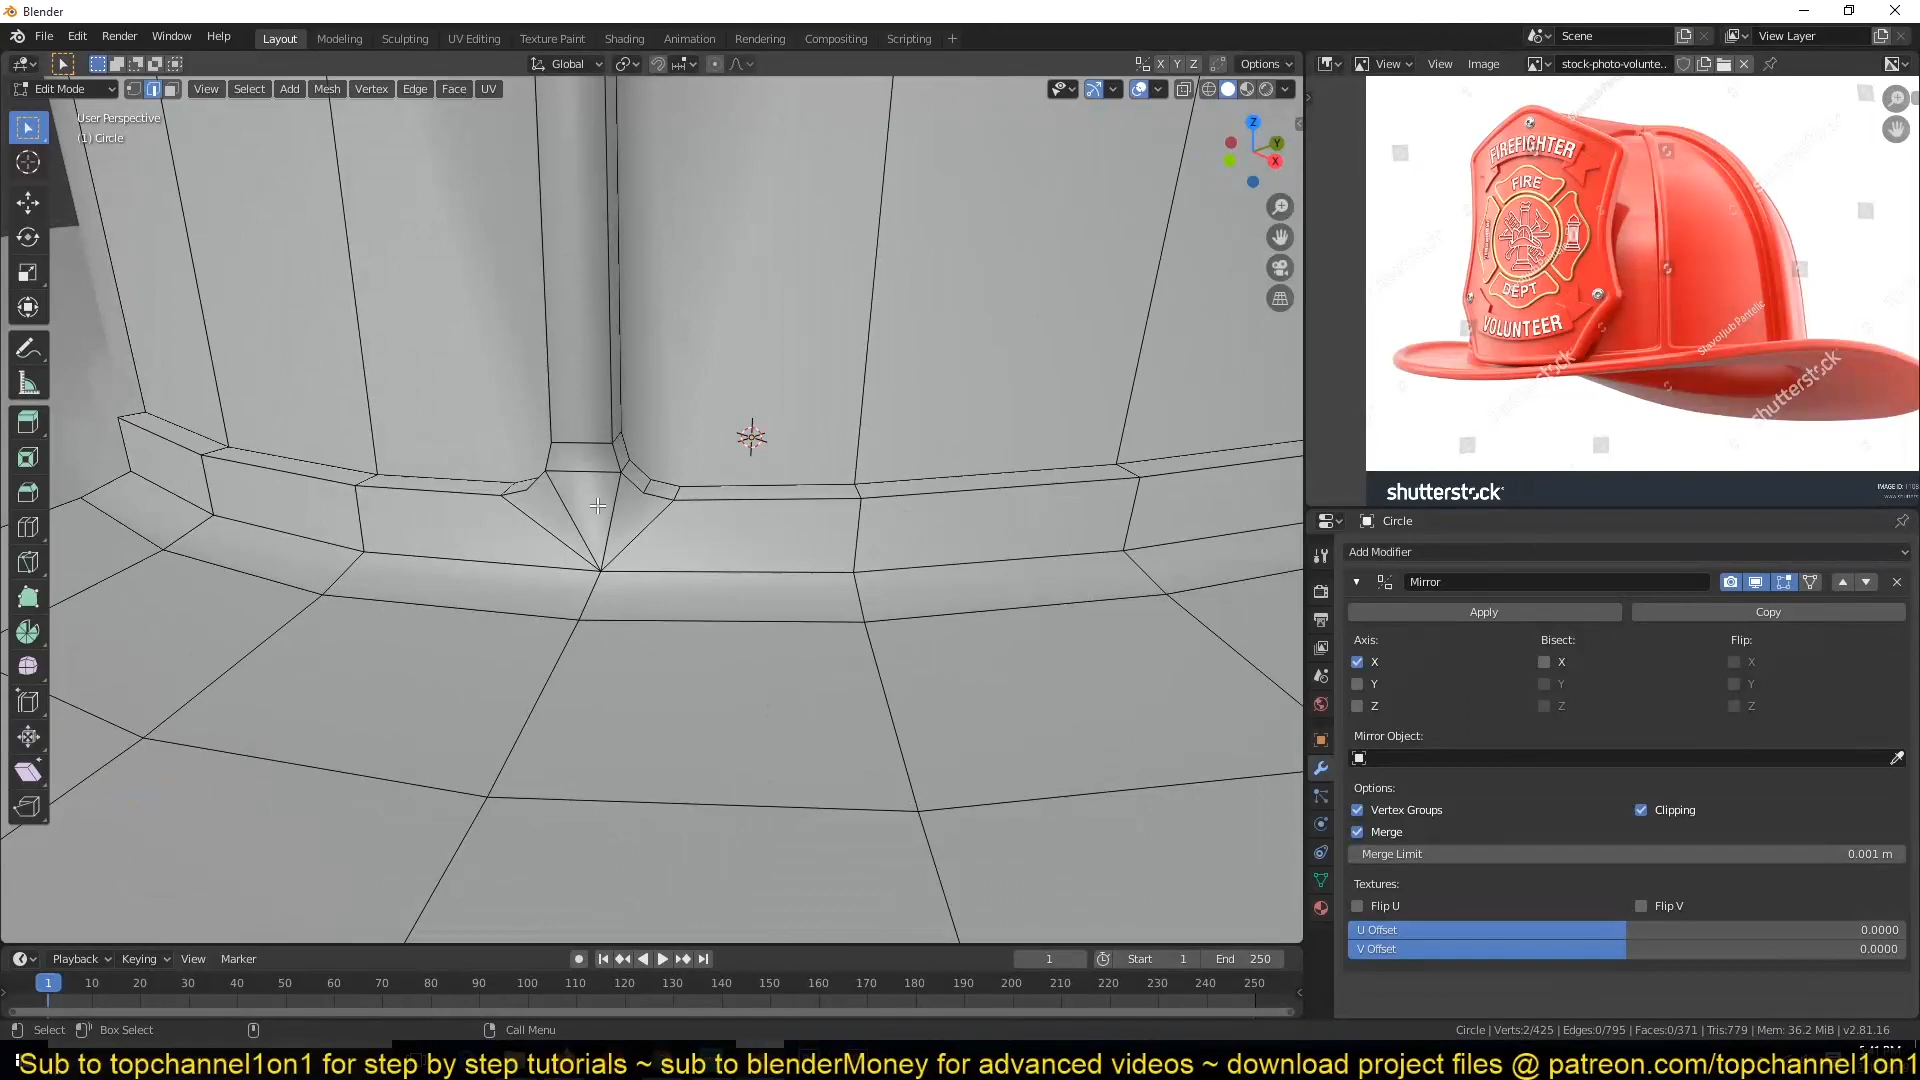 Blender
File Edit Render Window Help
Layout Modeling Sculpting UV Editing Texture Paint Shading Animation Rendering Compositing Scripting
Scene View Layer
Global X Y Z Options
View View Image stock-photo-volunte..
Edit Mode View Select Add Mesh Vertex Edge Face UV
User Perspective
(1) Circle
Z Y X
FIREFIGHTER
FIRE
DEPT
VOLUNTEER
Slavoljub Pantelic
shutterstock
shutterstock
IMAGE ID: 1108
Circle
Add Modifier
Mirror
Apply Copy
Axis: Bisect: Flip:
X X X
Y Y Y
Z Z Z
Mirror Object:
Options:
Vertex Groups Clipping
Merge
Merge Limit 0.001 m
Textures:
Flip U Flip V
U Offset 0.0000
V Offset 0.0000
Playback Keying View Marker 1 Start 1 End 250
1 10 20 30 40 50 60 70 80 90 100 110 120 130 140 150 160 170 180 190 200 210 220 230 240 250
Select Box Select Call Menu Circle | Verts:2/425 | Edges:0/795 | Faces:0/371 | Tris:779 | Mem: 36.2 MiB | v2.81.16
Sub to topchannel1on1 for step by step tutorials ~ sub to blenderMoney for advanced videos ~ download project files @ patreon.com/topchannel1on1